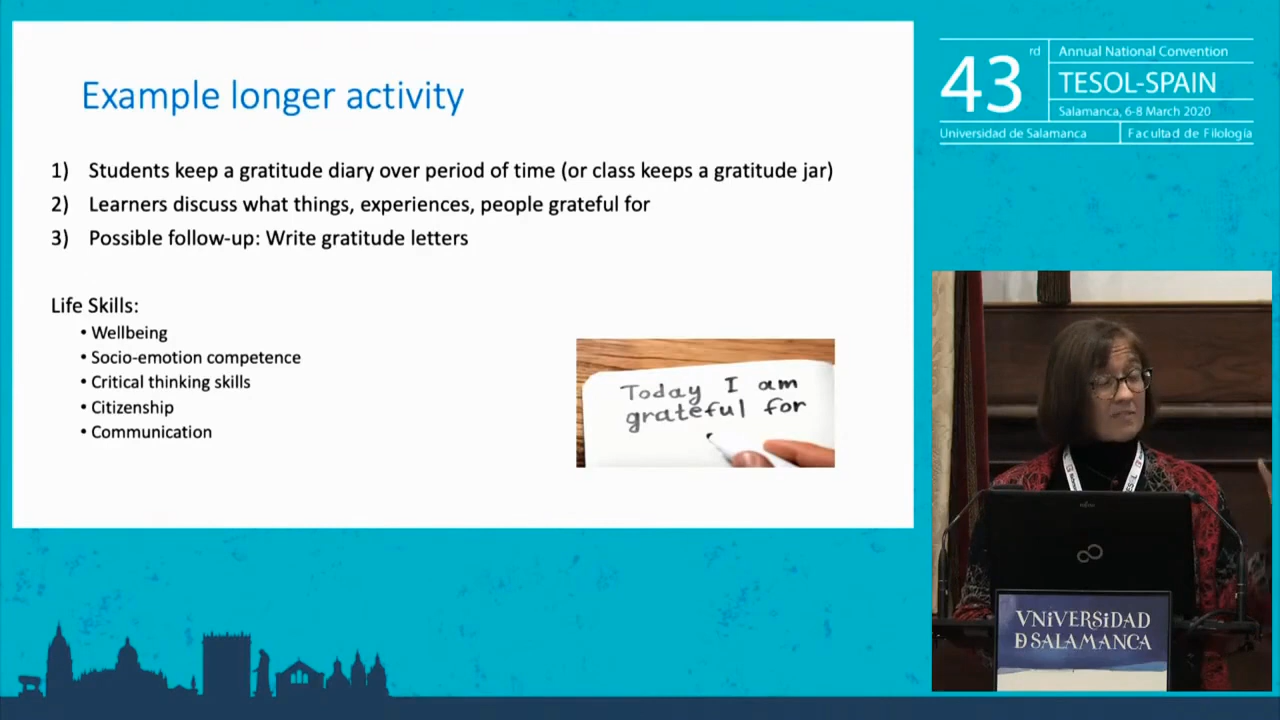 Example longer activity
1) Students keep a gratitude diary over period of time (or class keeps a gratitude jar)
2) Learners discuss what things, experiences, people grateful for
3) Possible follow-up: Write gratitude letters
Life Skills:
• Wellbeing
• Socio-emotion competence
• Critical thinking skills
• Citizenship
• Communication
Today I am
grateful for
43rd
Annual National Convention
TESOL-SPAIN
Salamanca, 6-8 March 2020
Universidad de Salamanca
Facultad de Filología
VNiVERSiDAD
D SALAMANCA